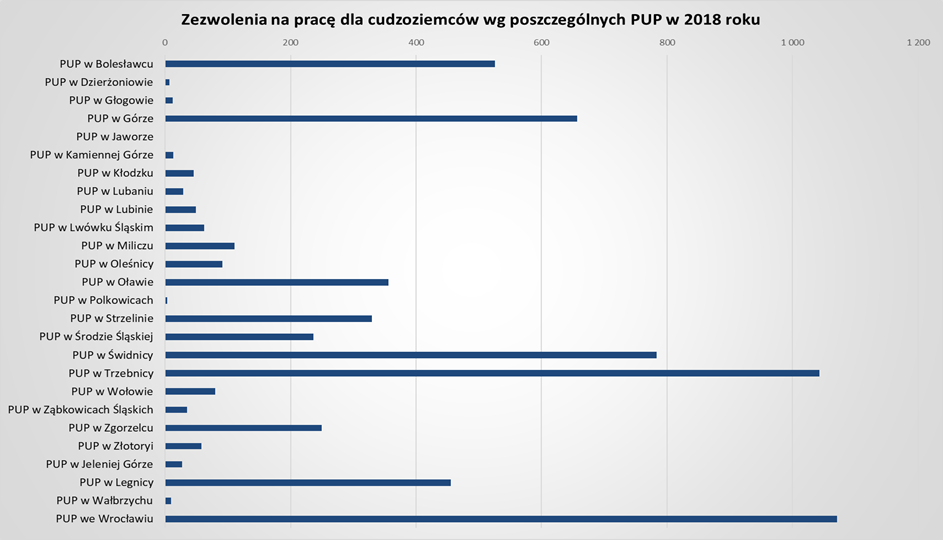 Zezwolenia na pracę dla cudzoziemców wg poszczególnych PUP w 2018 roku
0 200 400 600 800 1 000 1 200
PUP w Bolesławcu
PUP w Dzierżoniowie
PUP w Głogowie
PUP w Górze
PUP w Jaworze
PUP w Kamiennej Górze
PUP w Kłodzku
PUP w Lubaniu
PUP w Lubinie
PUP w Lwówku Śląskim
PUP w Miliczu
PUP w Oleśnicy
PUP w Oławie
PUP w Polkowicach
PUP w Strzelinie
PUP w Środzie Śląskiej
PUP w Świdnicy
PUP w Trzebnicy
PUP w Wołowie
PUP w Ząbkowicach Śląskich
PUP w Zgorzelcu
PUP w Złotoryi
PUP w Jeleniej Górze
PUP w Legnicy
PUP w Wałbrzychu
PUP we Wrocławiu